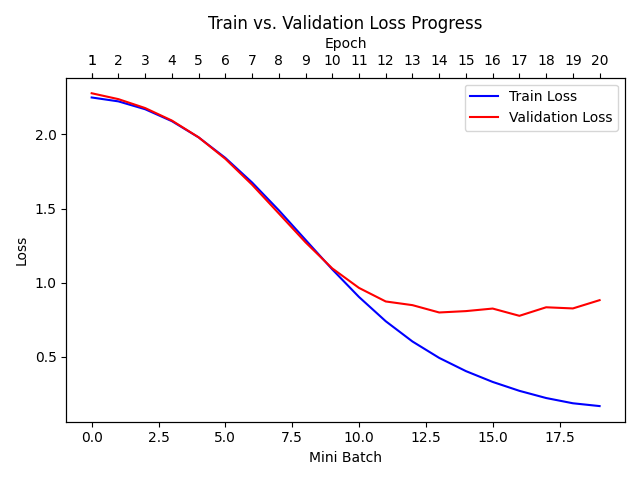 Train vs. Validation Loss Progress
Epoch
1 2 3 4 5 6 7 8 9 10 11 12 13 14 15 16 17 18 19 20
Train Loss
Validation Loss
Loss
2.0
1.5
1.0
0.5
0.0 2.5 5.0 7.5 10.0 12.5 15.0 17.5
Mini Batch